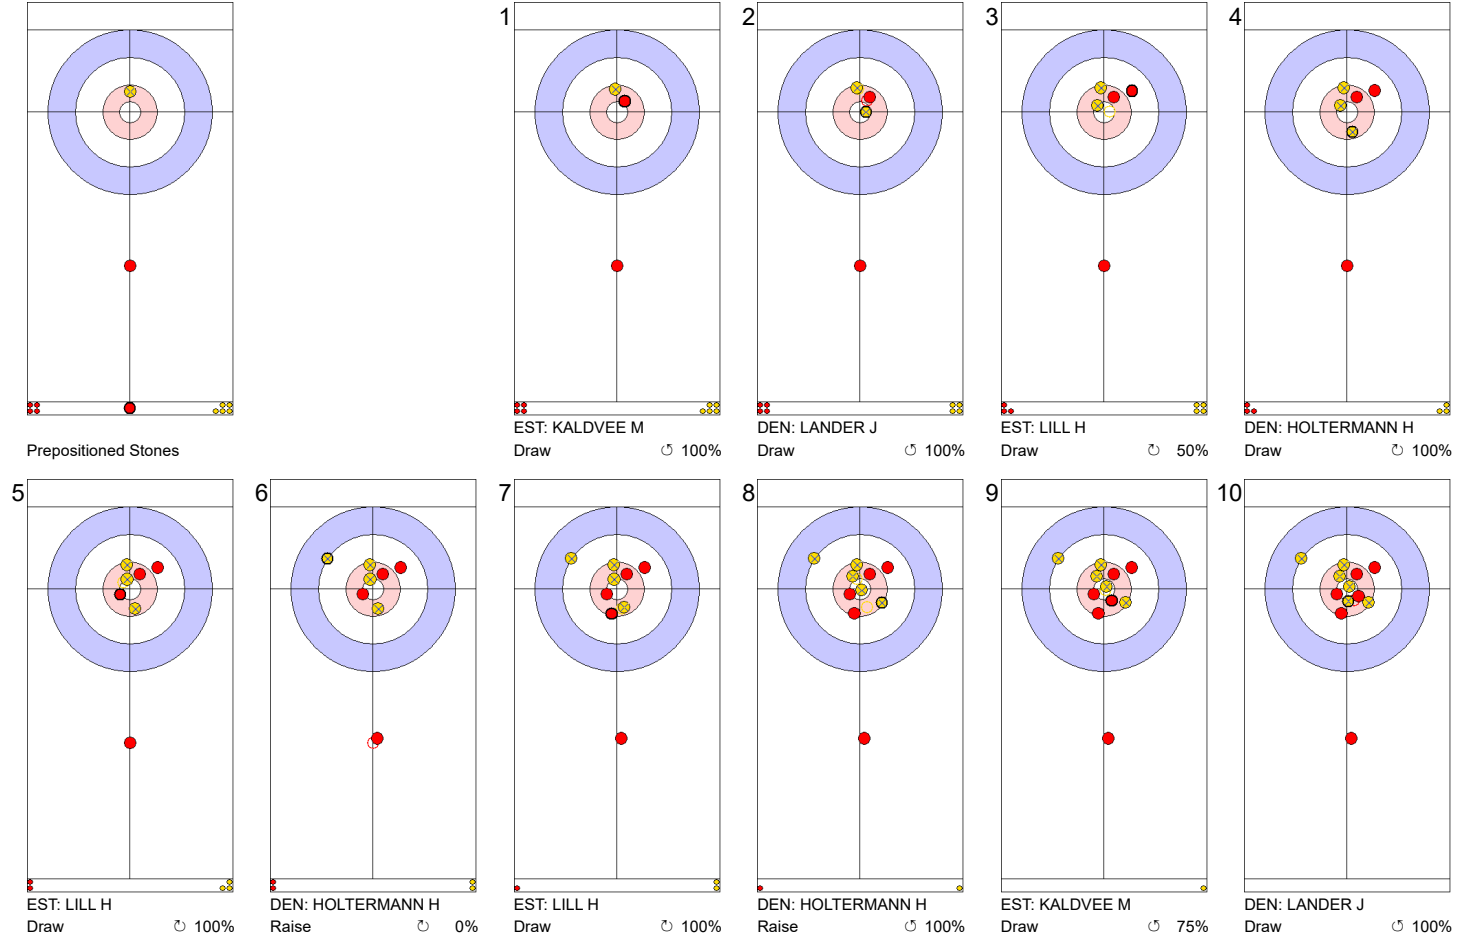 Prepositioned Stones
1
EST: KALDVEE M
Draw ↺ 100%
2
DEN: LANDER J
Draw ↺ 100%
3
EST: LILL H
Draw ↻ 50%
4
DEN: HOLTERMANN H
Draw ↺ 100%
5
EST: LILL H
Draw ↻ 100%
6
DEN: HOLTERMANN H
Raise ↻ 0%
7
EST: LILL H
Draw ↻ 100%
8
DEN: HOLTERMANN H
Raise ↺ 100%
9
EST: KALDVEE M
Draw ↺ 75%
10
DEN: LANDER J
Draw ↺ 100%